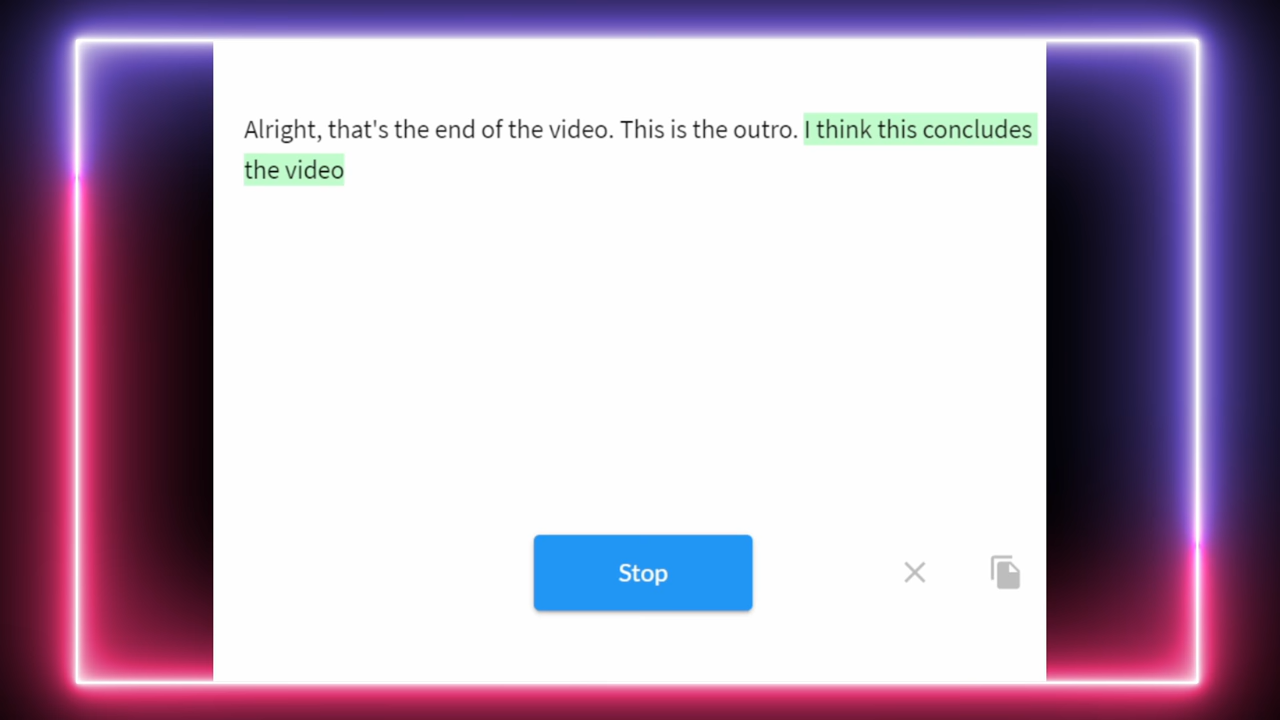 Alright, that's the end of the video. This is the outro. I think this concludes
the video
Stop